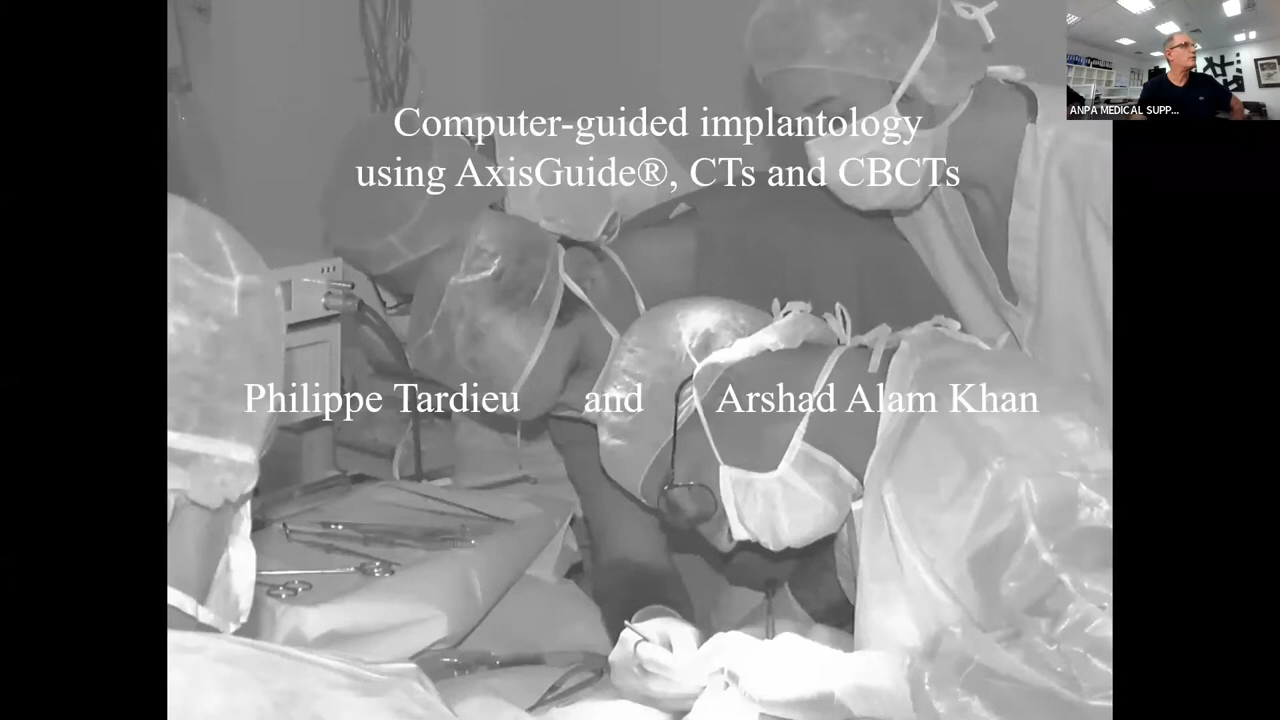 Computer-guided implantology
using AxisGuide®, CTs and CBCTs
Philippe Tardieu and Arshad Alam Khan
ANPA MEDICAL SUPP...